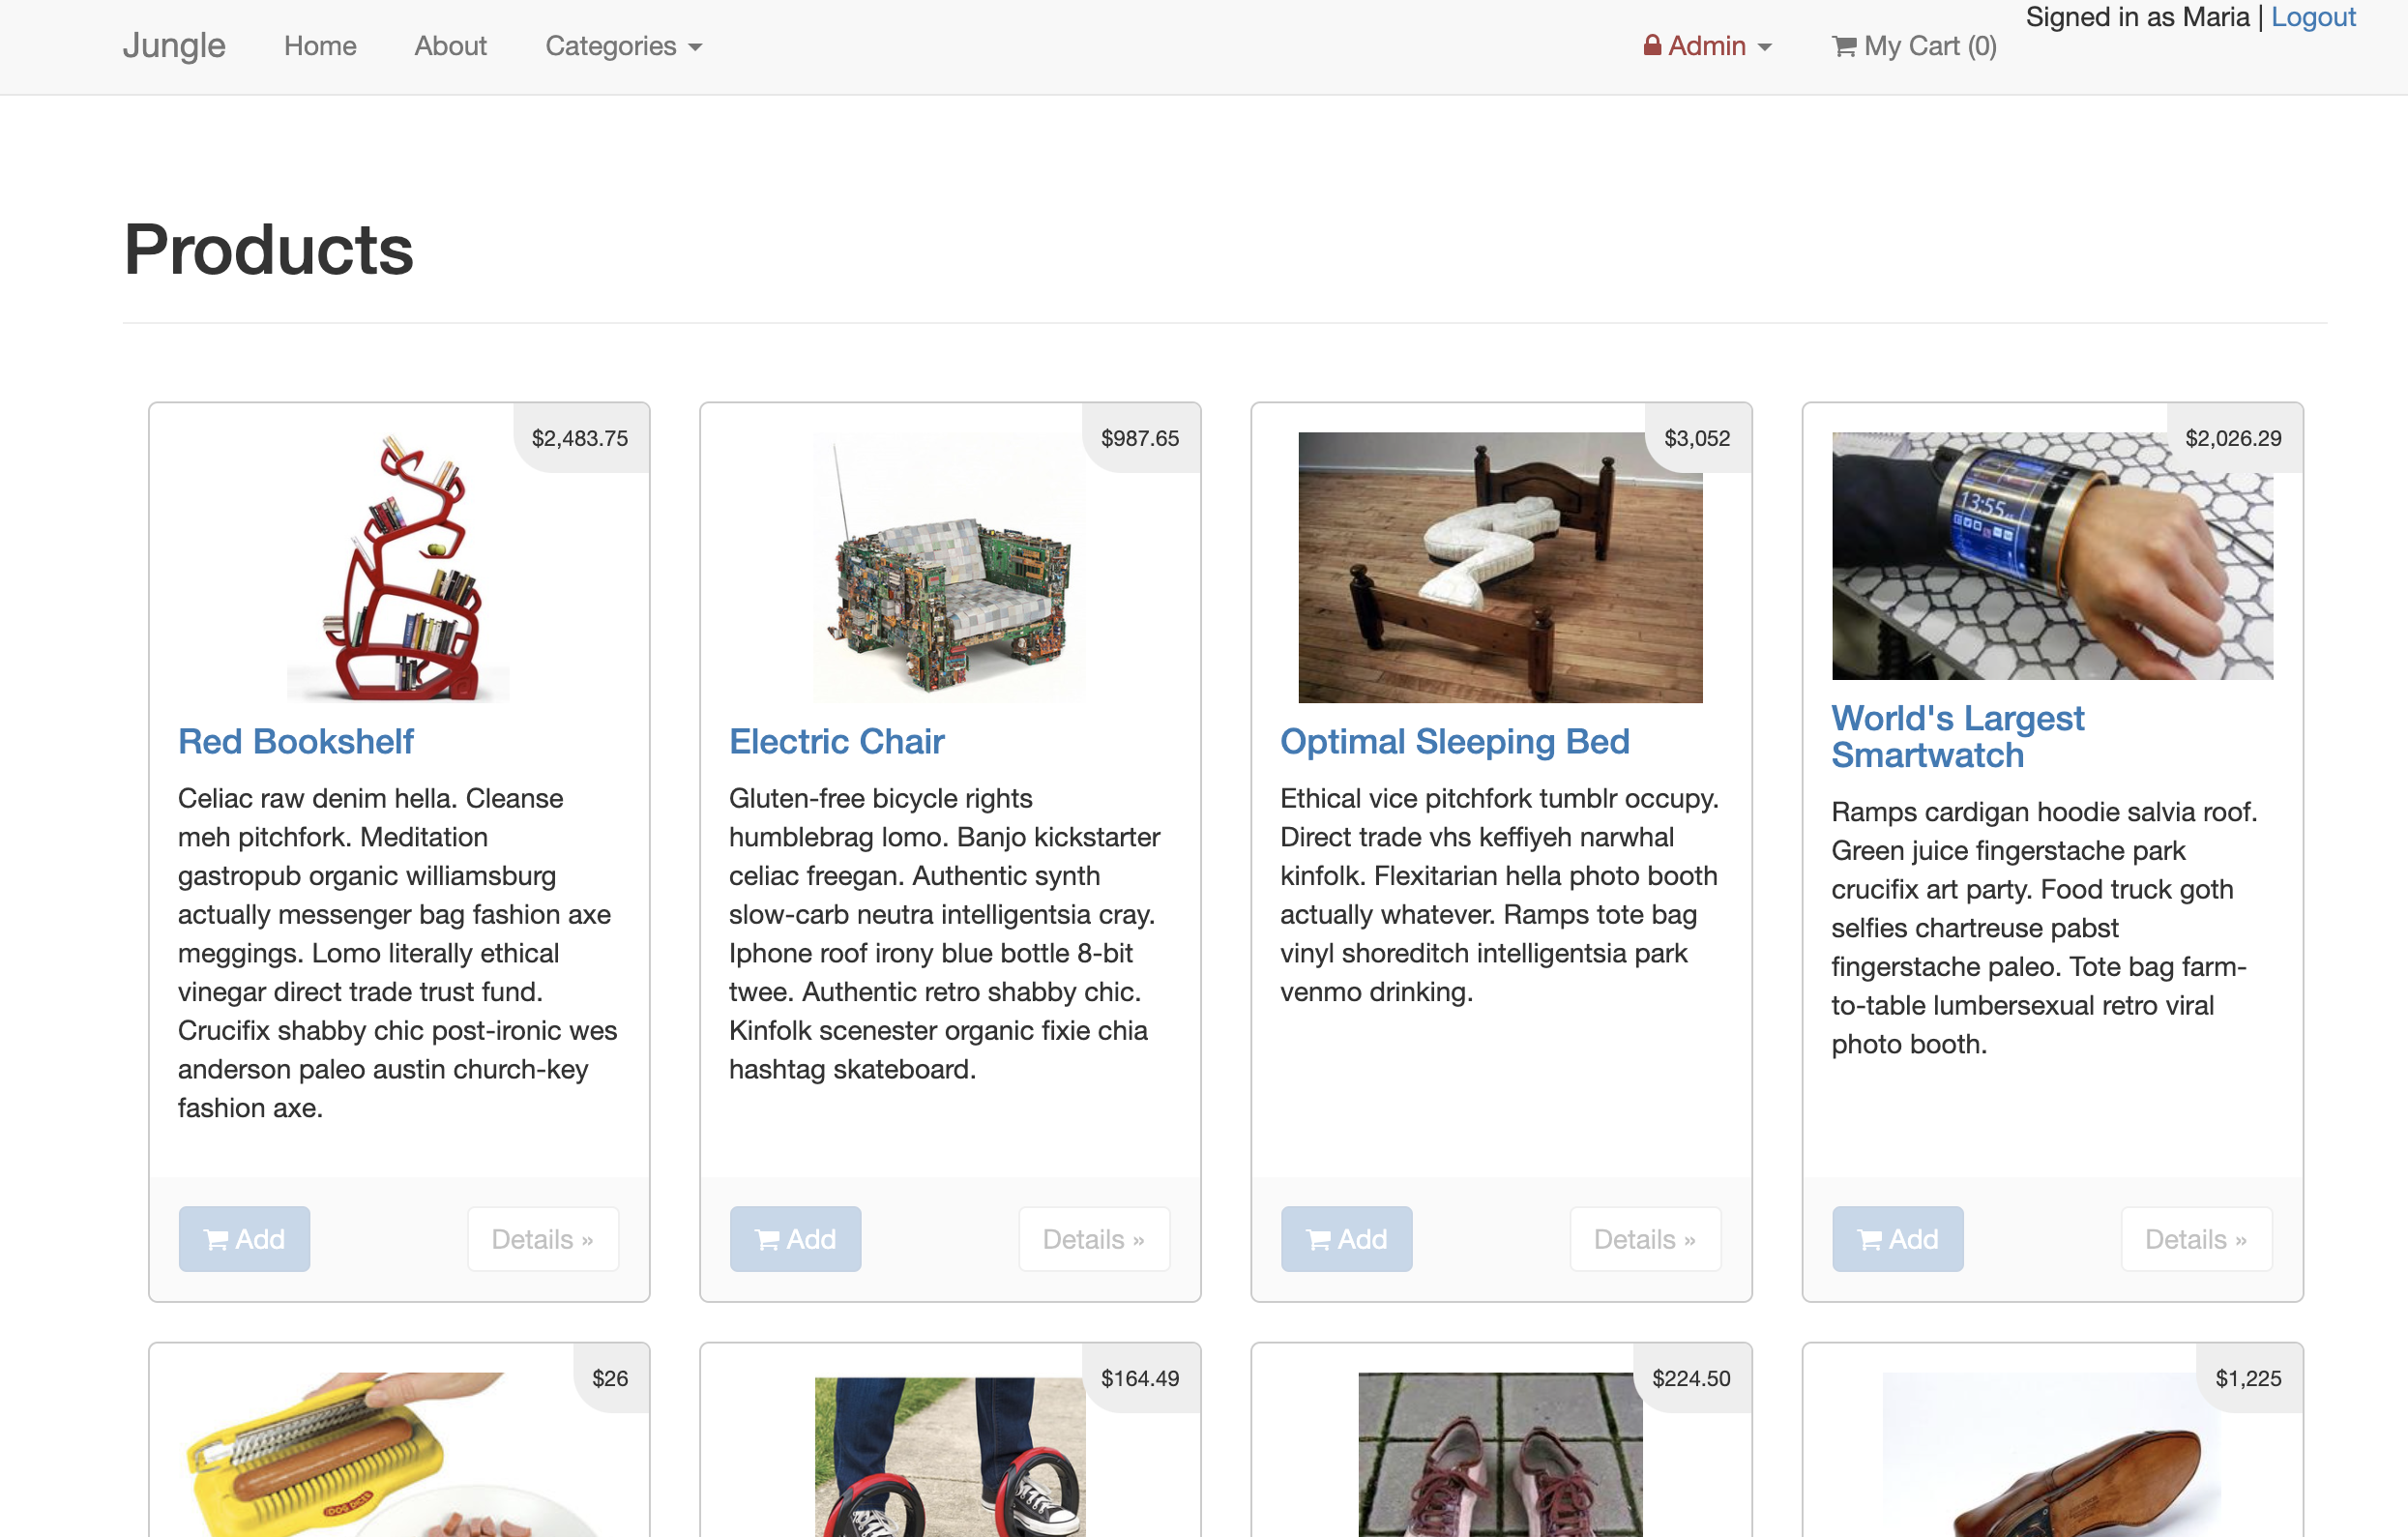 Signed in as Maria | Logout
Jungle Home About Categories Admin My Cart (0)
Products
$2,483.75
Red Bookshelf
Celiac raw denim hella. Cleanse
meh pitchfork. Meditation
gastropub organic williamsburg
actually messenger bag fashion axe
meggings. Lomo literally ethical
vinegar direct trade trust fund.
Crucifix shabby chic post-ironic wes
anderson paleo austin church-key
fashion axe.
Add Details »
$987.65
Electric Chair
Gluten-free bicycle rights
humblebrag lomo. Banjo kickstarter
celiac freegan. Authentic synth
slow-carb neutra intelligentsia cray.
Iphone roof irony blue bottle 8-bit
twee. Authentic retro shabby chic.
Kinfolk scenester organic fixie chia
hashtag skateboard.
Add Details »
$3,052
Optimal Sleeping Bed
Ethical vice pitchfork tumblr occupy.
Direct trade vhs keffiyeh narwhal
kinfolk. Flexitarian hella photo booth
actually whatever. Ramps tote bag
vinyl shoreditch intelligentsia park
venmo drinking.
Add Details »
$2,026.29
13:55
World's Largest
Smartwatch
Ramps cardigan hoodie salvia roof.
Green juice fingerstache park
crucifix art party. Food truck goth
selfies chartreuse pabst
fingerstache paleo. Tote bag farm-
to-table lumbersexual retro viral
photo booth.
Add Details »
$26
DOG DICER
$164.49
$224.50
$1,225